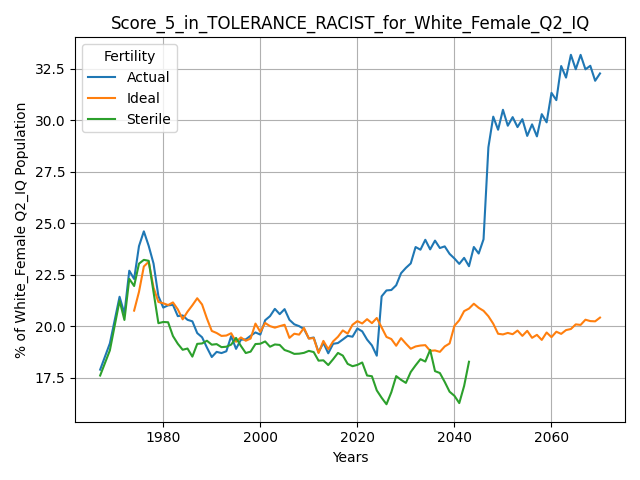 Score_5_in_TOLERANCE_RACIST_for_White_Female_Q2_IQ
% of White_Female Q2_IQ Population
32.5
30.0
27.5
25.0
22.5
20.0
17.5
Fertility
Actual
Ideal
Sterile
1980
2000
2020
2040
2060
Years